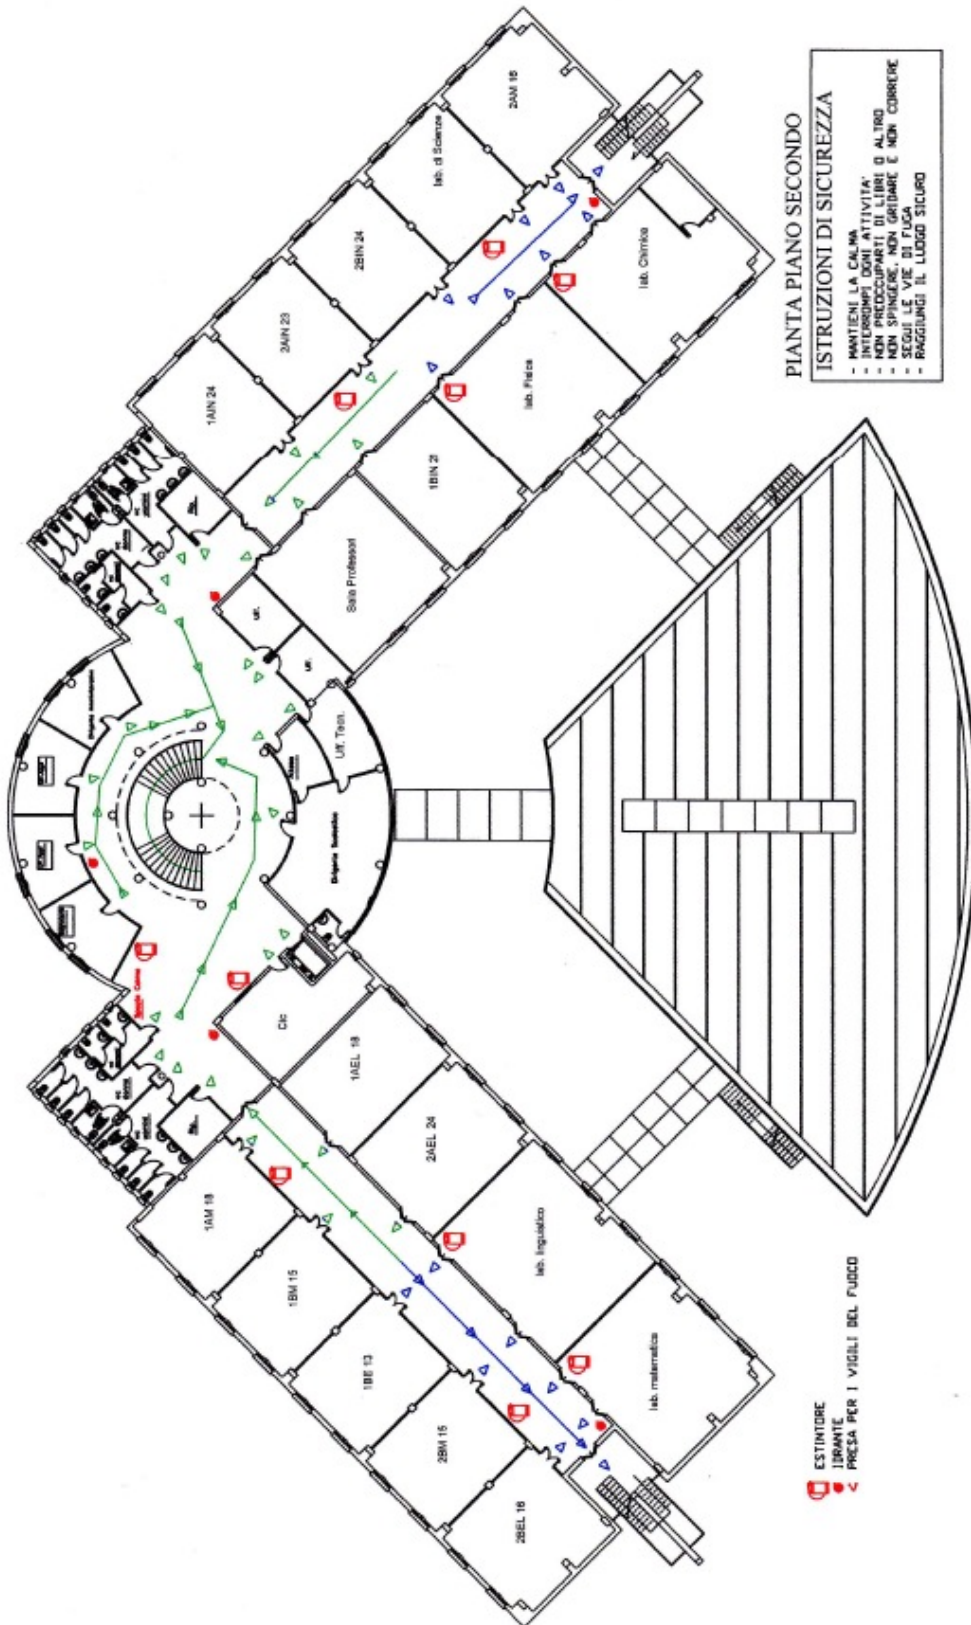 PIANTA PIANO SECONDO
ISTRUZIONI DI SICUREZZA
- MANTIENI LA CALMA
- INTERROMPI OGNI ATTIVITA'
- NON PREOCCUPARTI DI LIBRI O ALTRO
- NON SPINGERE, NON GRIDARE E NON CORRERE
- SEGUI LE VIE DI FUGA
- RAGGIUNGI IL LUOGO SICURO
2AM 16
lab. di Scienze
2BIN 24
2AIN 23
1AIN 24
lab. Chimica
lab. Fisica
1BIN 21
Sala Professori
uff.
uff.
Uff. Tecn.
Dirigente Scolastico
Cic
1AEL 18
2AEL 24
lab. linguistico
lab. matematica
1AM 18
1BM 15
1BE 13
2BM 15
2BEL 16
ESTINTORE
IDRANTE
< PRESA PER I VIGILI DEL FUOCO